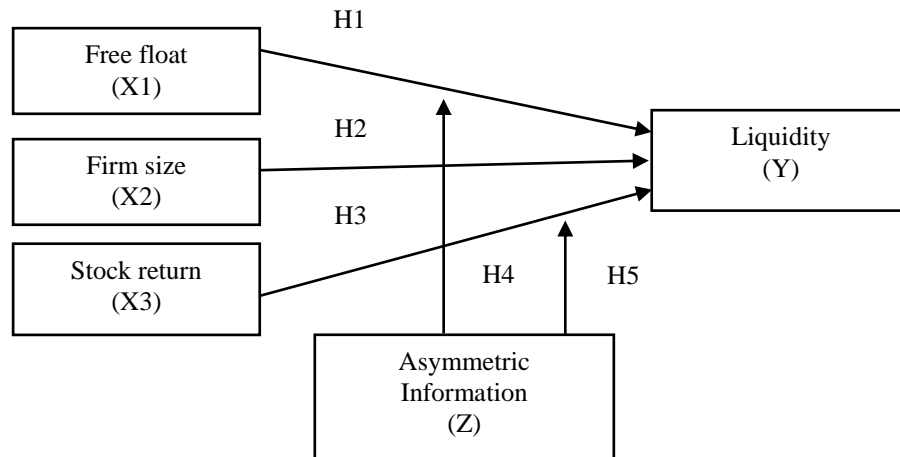 H1
Free float
(X1)
H2
Liquidity
(Y)
Firm size
(X2)
H3
Stock return
(X3)
H4
H5
Asymmetric
Information
(Z)